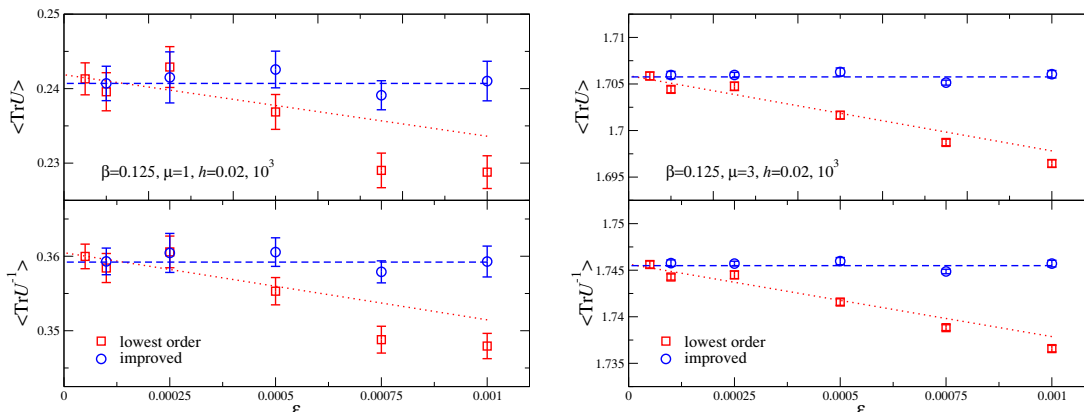 0.25
0.24
0.23
<TrU>
β=0.125, μ=1, h=0.02, 10³
0.36
0.35
<TrU⁻¹>
lowest order
improved
0 0.00025 0.0005 0.00075 0.001
ε
1.71
1.705
1.7
1.695
<TrU>
β=0.125, μ=3, h=0.02, 10³
1.75
1.745
1.74
1.735
<TrU⁻¹>
lowest order
improved
0 0.00025 0.0005 0.00075 0.001
ε